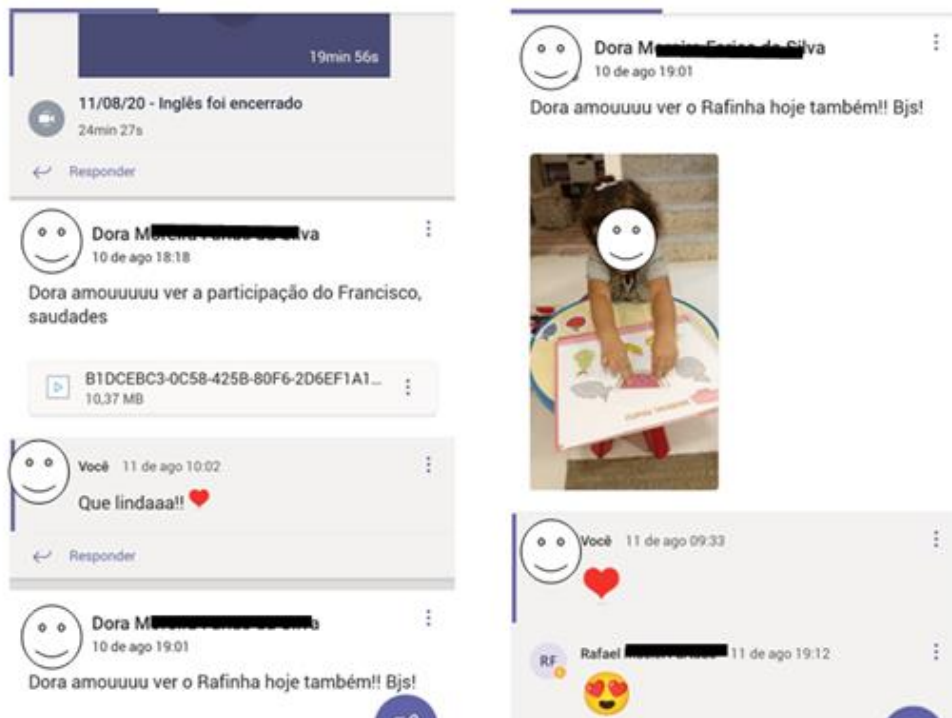 19min 56s
11/08/20 - Inglês foi encerrado
24min 27s
Responder
Dora
10 de ago 18:18
Dora amouuuuu ver a participação do Francisco,
saudades
B1DCEBC3-0C58-425B-80F6-2D6EF1A1...
10,37 MB
Você 11 de ago 10:02
Que lindaaa!!
Responder
Dora
10 de ago 19:01
Dora amouuuu ver o Rafinha hoje também!! Bjs!
Dora
10 de ago 19:01
Dora amouuuu ver o Rafinha hoje também!! Bjs!
Você 11 de ago 09:33
RF
Rafael 11 de ago 19:12